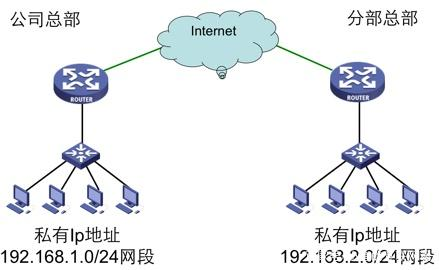 公司总部
Internet
分部总部
ROUTER
ROUTER
私有Ip地址
192.168.1.0/24网段
私有Ip地址
192.168.2.0/24网段